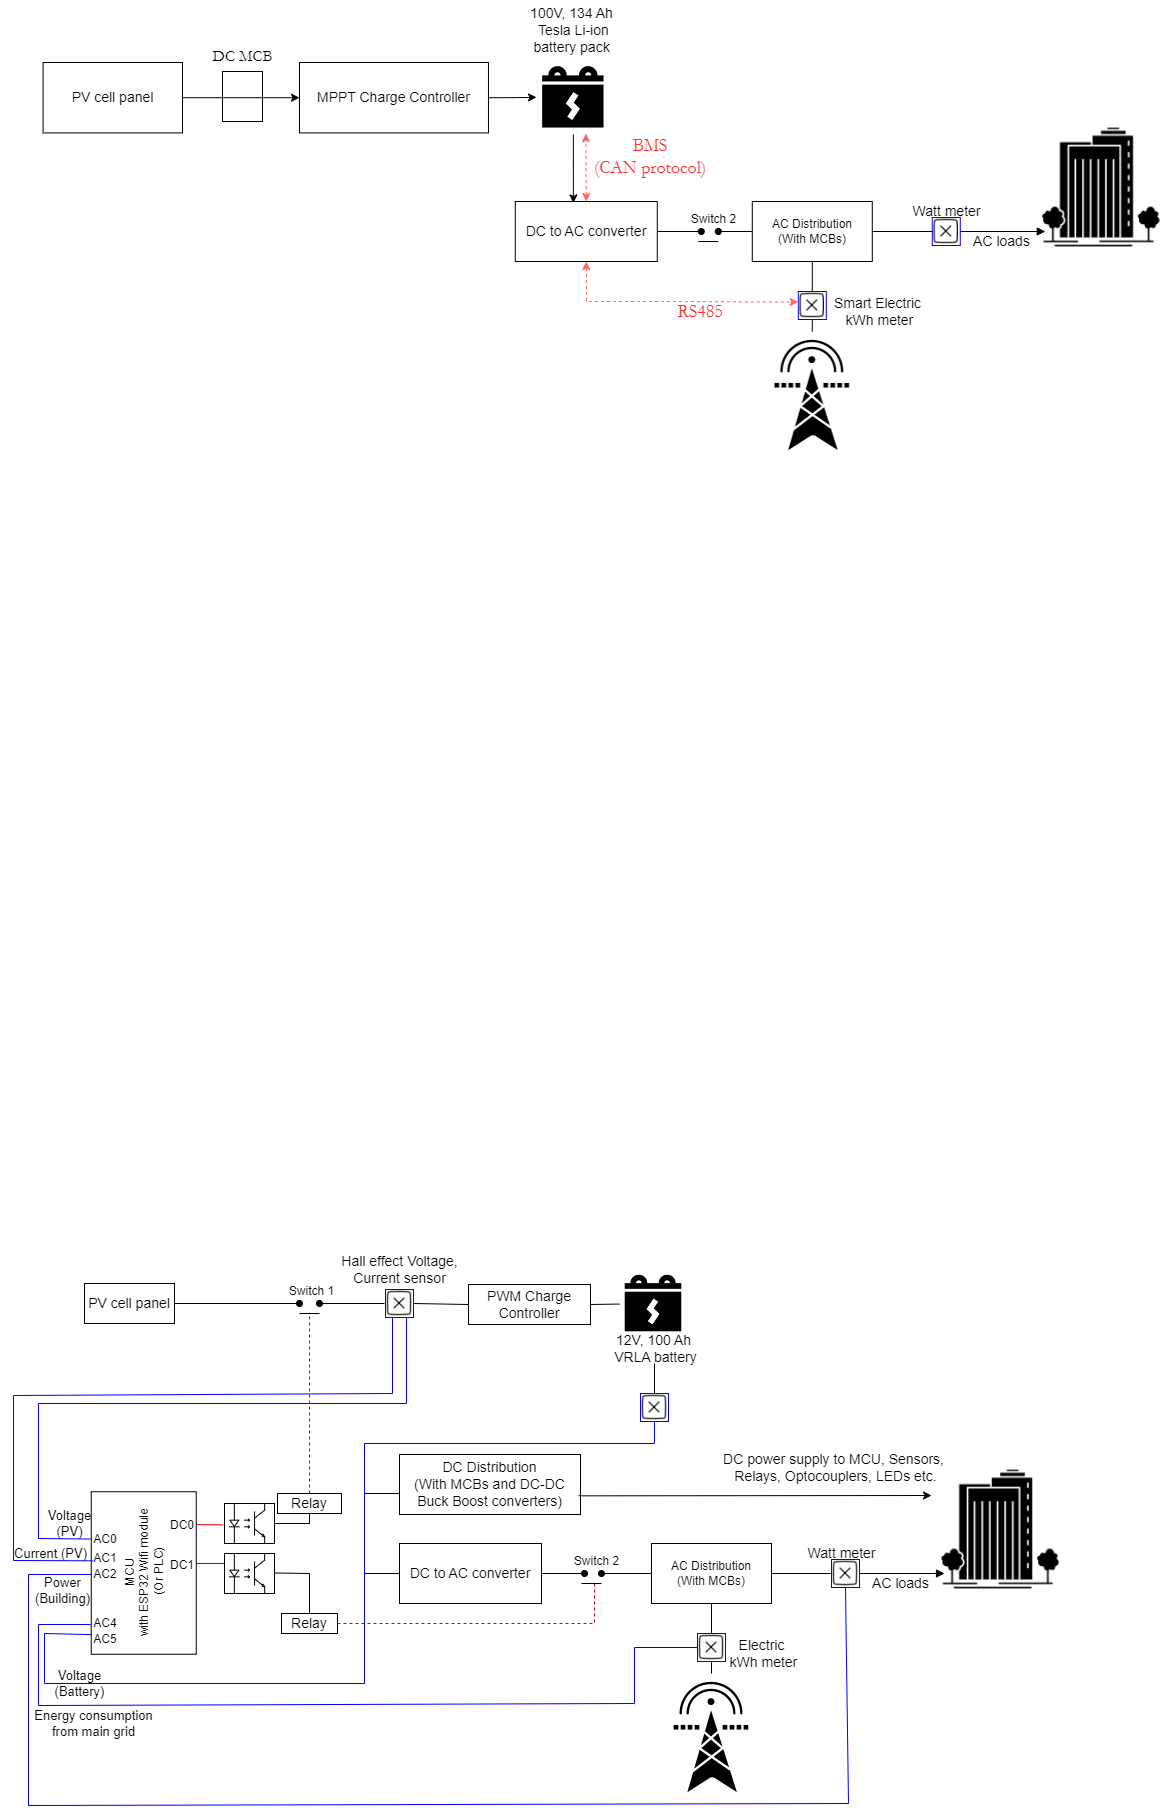 100V, 134 Ah
Tesla Li-ion
battery pack
DC MCB
PV cell panel
MPPT Charge Controller
BMS
(CAN protocol)
DC to AC converter
Switch 2
AC Distribution
(With MCBs)
Watt meter
AC loads
RS485
Smart Electric
kWh meter
Hall effect Voltage,
Current sensor
PV cell panel
Switch 1
PWM Charge
Controller
12V, 100 Ah
VRLA battery
DC Distribution
(With MCBs and DC-DC
Buck Boost converters)
DC power supply to MCU, Sensors,
Relays, Optocouplers, LEDs etc.
Relay
Voltage
(PV)
AC0
Current (PV)
AC1
AC2
Power
(Building)
AC4
AC5
MCU
with ESP32 Wifi module
(Or PLC)
DC0
DC1
Relay
DC to AC converter
Switch 2
AC Distribution
(With MCBs)
Watt meter
AC loads
Electric
kWh meter
Voltage
(Battery)
Energy consumption
from main grid